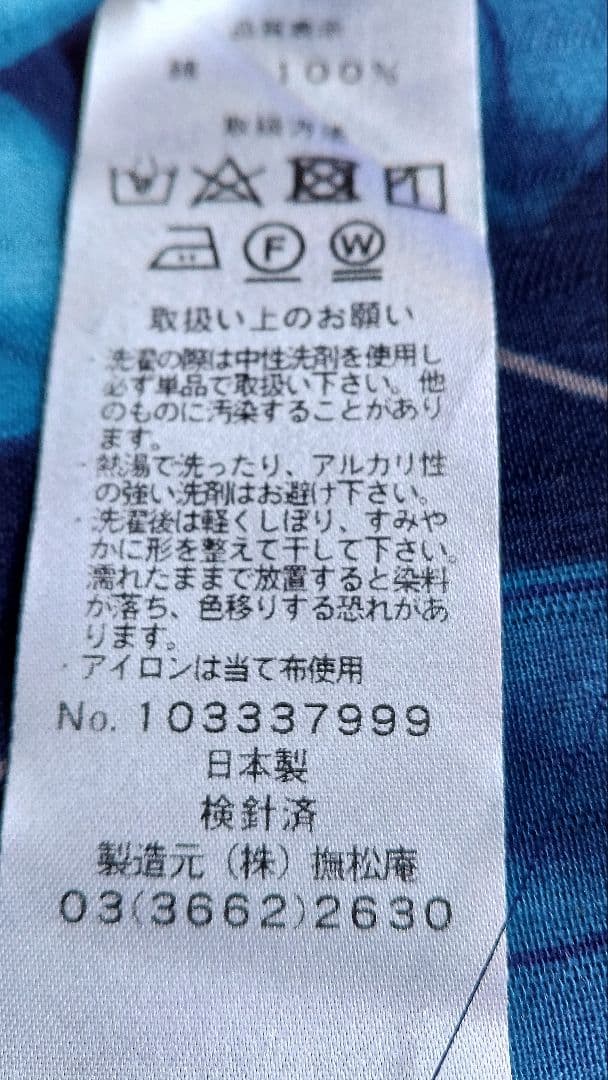 品質表示
綿 100%
取扱方法
F W
取扱い上のお願い
・洗濯の際は中性洗剤を使用し
必ず単品で取扱い下さい。他
のものに汚染することがあり
ます。
・熱湯で洗ったり、アルカリ性
の強い洗剤はお避け下さい。
・洗濯後は軽くしぼり、すみや
かに形を整えて干して下さい。
濡れたままで放置すると染料
が落ち、色移りする恐れがあ
ります。
・アイロンは当て布使用
No. 103337999
日本製
検針済
製造元（株）撫松庵
03(3662)2630